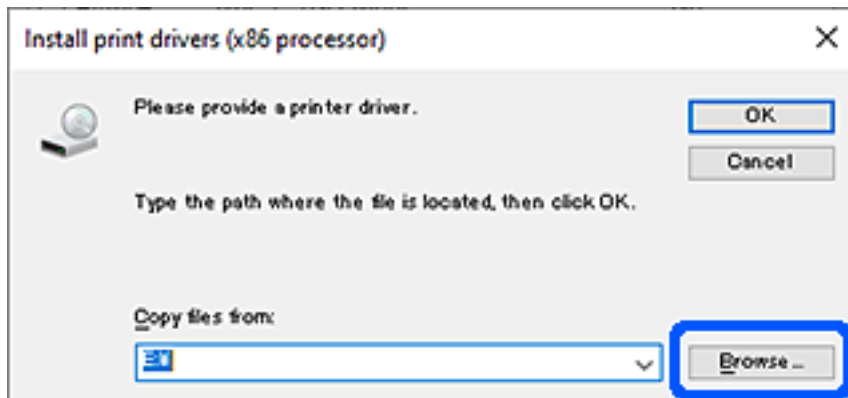 Install print drivers (x86 processor)
Please provide a printer driver.
OK
Cancel
Type the path where the file is located, then click OK.
Copy files from:
Browse...